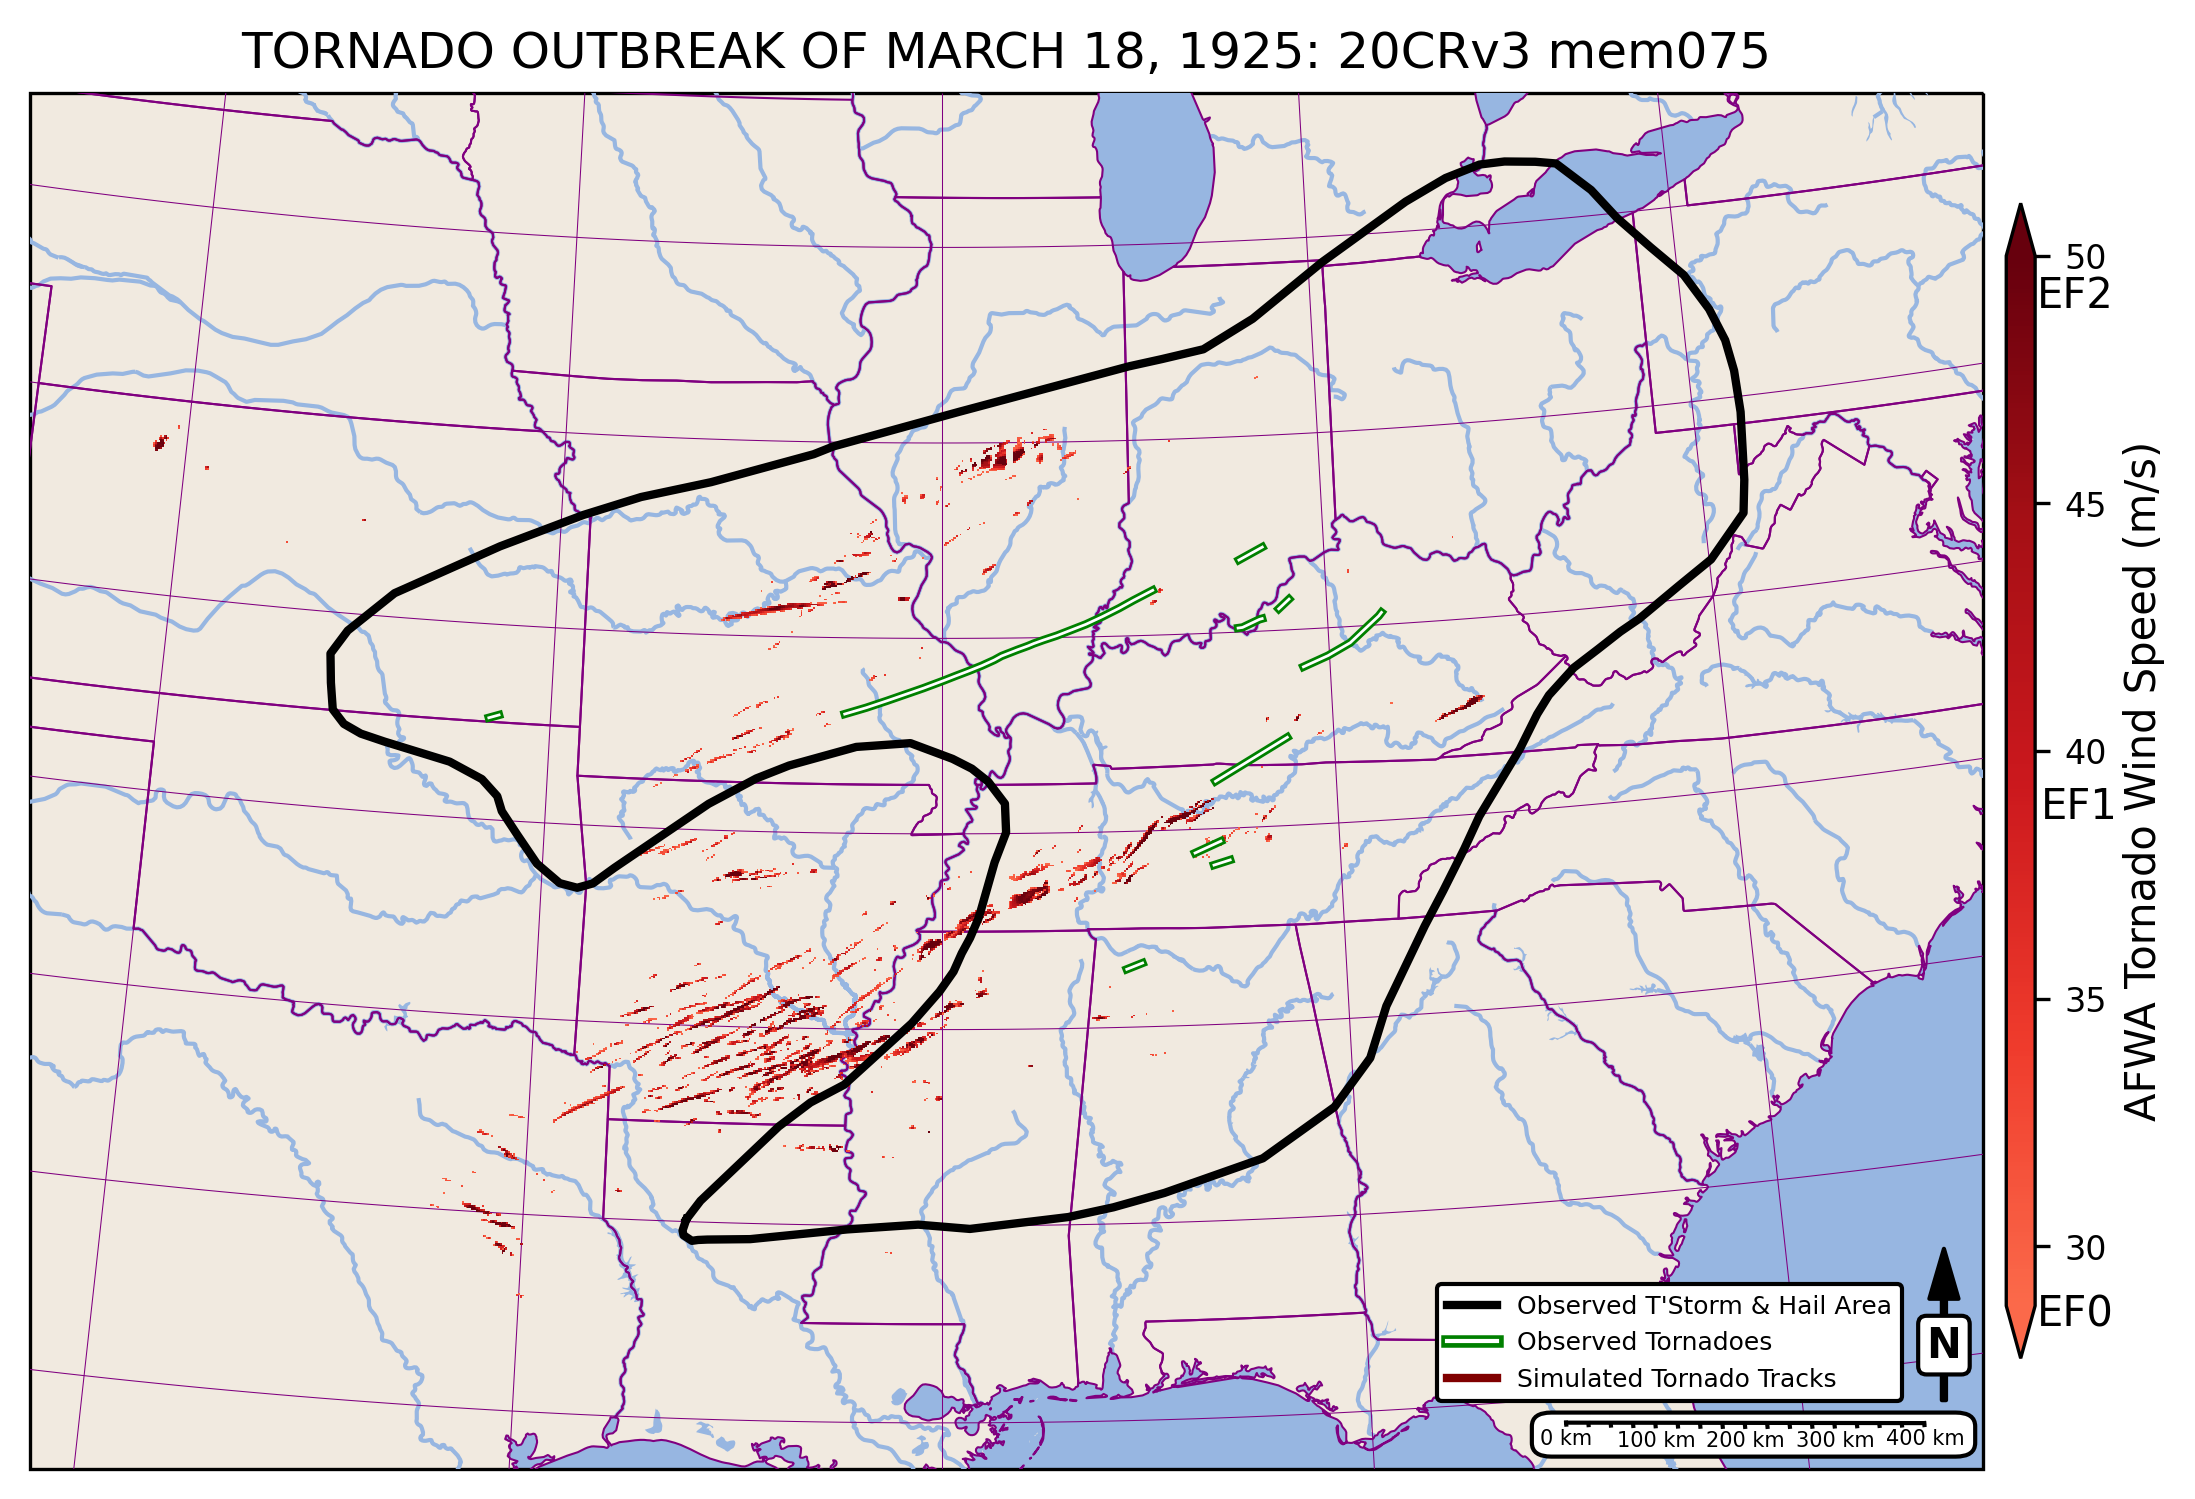 TORNADO OUTBREAK OF MARCH 18, 1925: 20CRv3 mem075
50
EF2
45
40
EF1
35
30
EF0
AFWA Tornado Wind Speed (m/s)
Observed T'Storm & Hail Area
Observed Tornadoes
Simulated Tornado Tracks
N
0 km 100 km 200 km 300 km 400 km